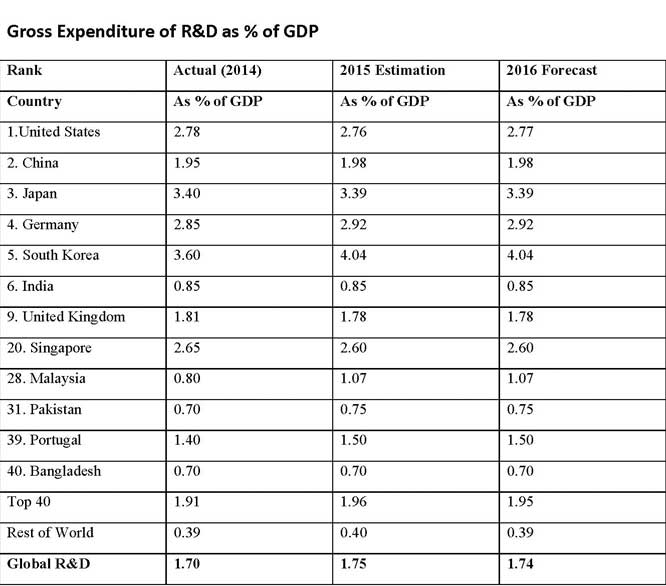 Gross Expenditure of R&D as % of GDP
Rank Actual (2014) 2015 Estimation 2016 Forecast
Country As % of GDP As % of GDP As % of GDP
1.United States 2.78 2.76 2.77
2. China 1.95 1.98 1.98
3. Japan 3.40 3.39 3.39
4. Germany 2.85 2.92 2.92
5. South Korea 3.60 4.04 4.04
6. India 0.85 0.85 0.85
9. United Kingdom 1.81 1.78 1.78
20. Singapore 2.65 2.60 2.60
28. Malaysia 0.80 1.07 1.07
31. Pakistan 0.70 0.75 0.75
39. Portugal 1.40 1.50 1.50
40. Bangladesh 0.70 0.70 0.70
Top 40 1.91 1.96 1.95
Rest of World 0.39 0.40 0.39
Global R&D 1.70 1.75 1.74